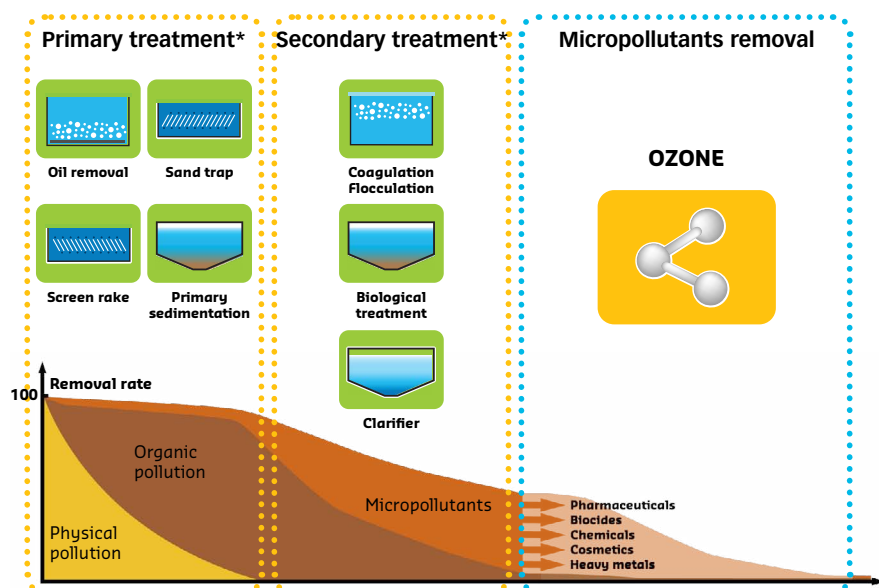 Primary treatment*
Secondary treatment*
Micropollutants removal
Oil removal
Sand trap
Screen rake
Primary
sedimentation
Coagulation
Flocculation
Biological
treatment
Clarifier
OZONE
Removal rate
100
Organic
pollution
Physical
pollution
Micropollutants
Pharmaceuticals
Biocides
Chemicals
Cosmetics
Heavy metals